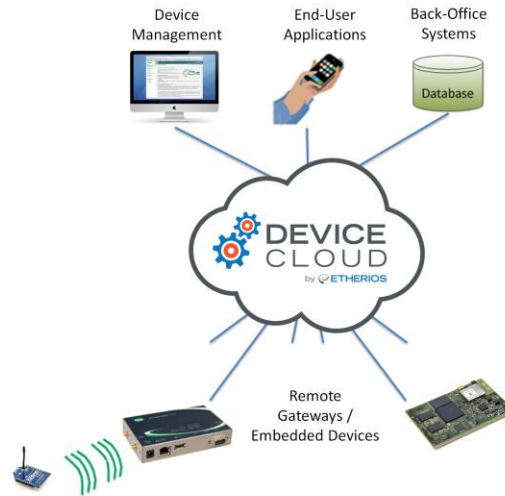 Device
Management
End-User
Applications
Back-Office
Systems
Database
DEVICE
CLOUD
by ETHERIOS
Remote
Gateways /
Embedded Devices